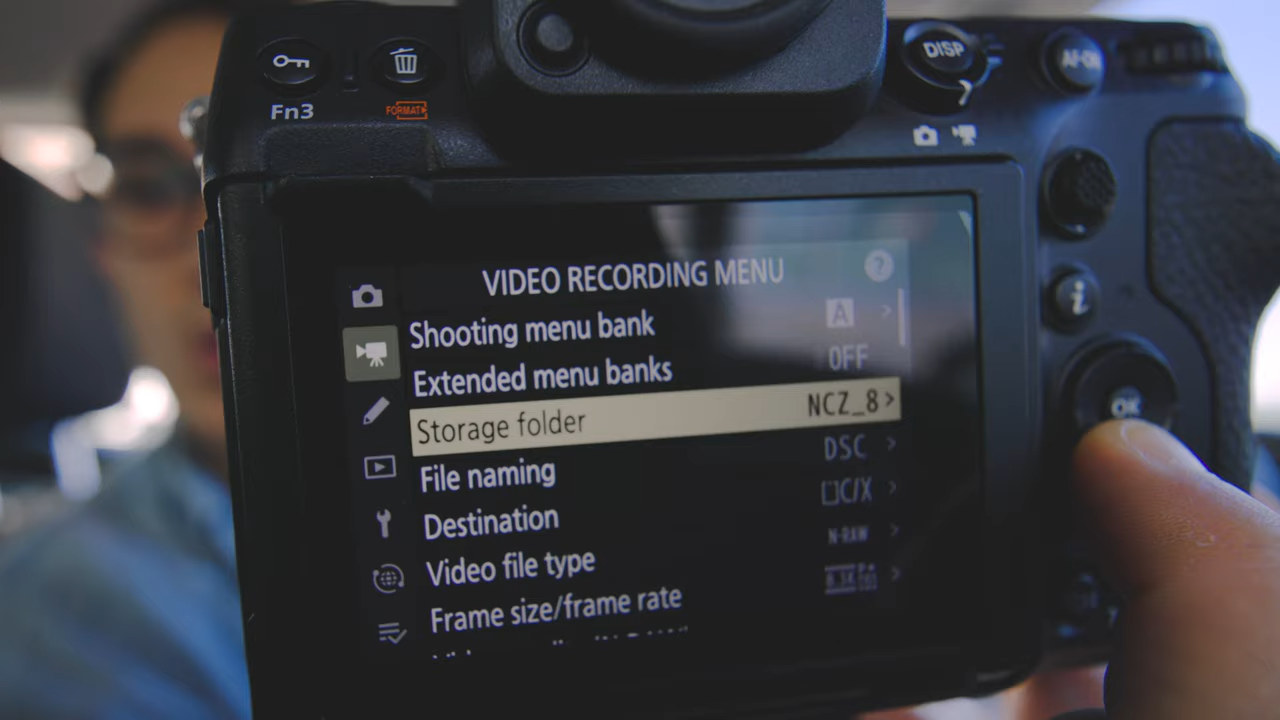 DISP
AF-ON
Fn3
FORMAT
VIDEO RECORDING MENU
?
Shooting menu bank A >
Extended menu banks OFF
Storage folder NCZ_8 >
File naming DSC >
Destination C/X >
Video file type N-RAW >
Frame size/frame rate
i
OK